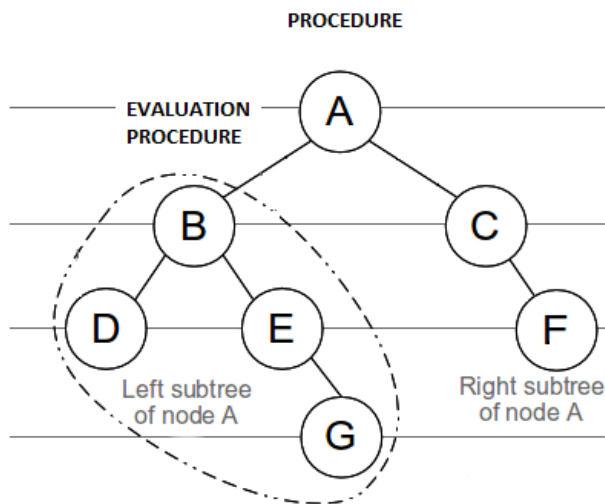 PROCEDURE
A
EVALUATION
PROCEDURE
B
C
D
E
F
Left subtree
of node A
Right subtree
of node A
G